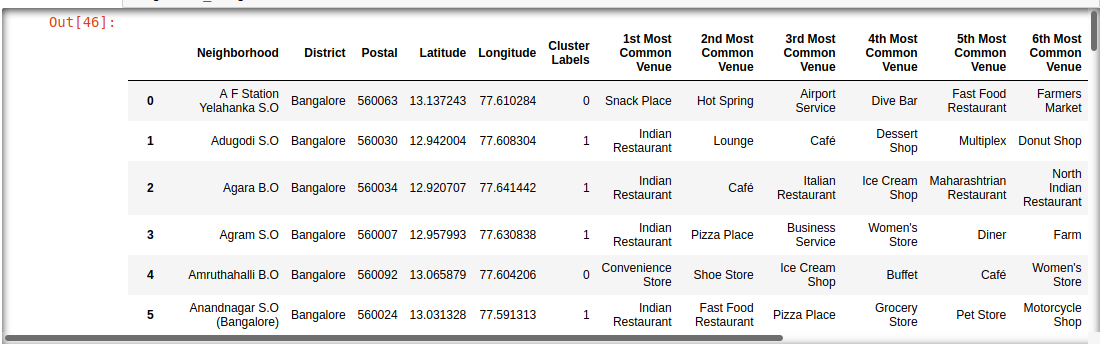 Out[46]:
Neighborhood District Postal Latitude Longitude Cluster Labels 1st Most Common Venue 2nd Most Common Venue 3rd Most Common Venue 4th Most Common Venue 5th Most Common Venue 6th Most Common Venue
0 A F Station Yelahanka S.O Bangalore 560063 13.137243 77.610284 0 Snack Place Hot Spring Airport Service Dive Bar Fast Food Restaurant Farmers Market
1 Adugodi S.O Bangalore 560030 12.942004 77.608304 1 Indian Restaurant Lounge Café Dessert Shop Multiplex Donut Shop
2 Agara B.O Bangalore 560034 12.920707 77.641442 1 Indian Restaurant Café Italian Restaurant Ice Cream Shop Maharashtrian Restaurant North Indian Restaurant
3 Agram S.O Bangalore 560007 12.957993 77.630838 1 Indian Restaurant Pizza Place Business Service Women's Store Diner Farm
4 Amruthahalli B.O Bangalore 560092 13.065879 77.604206 0 Convenience Store Shoe Store Ice Cream Shop Buffet Café Women's Store
5 Anandnagar S.O (Bangalore) Bangalore 560024 13.031328 77.591313 1 Indian Restaurant Fast Food Restaurant Pizza Place Grocery Store Pet Store Motorcycle Shop